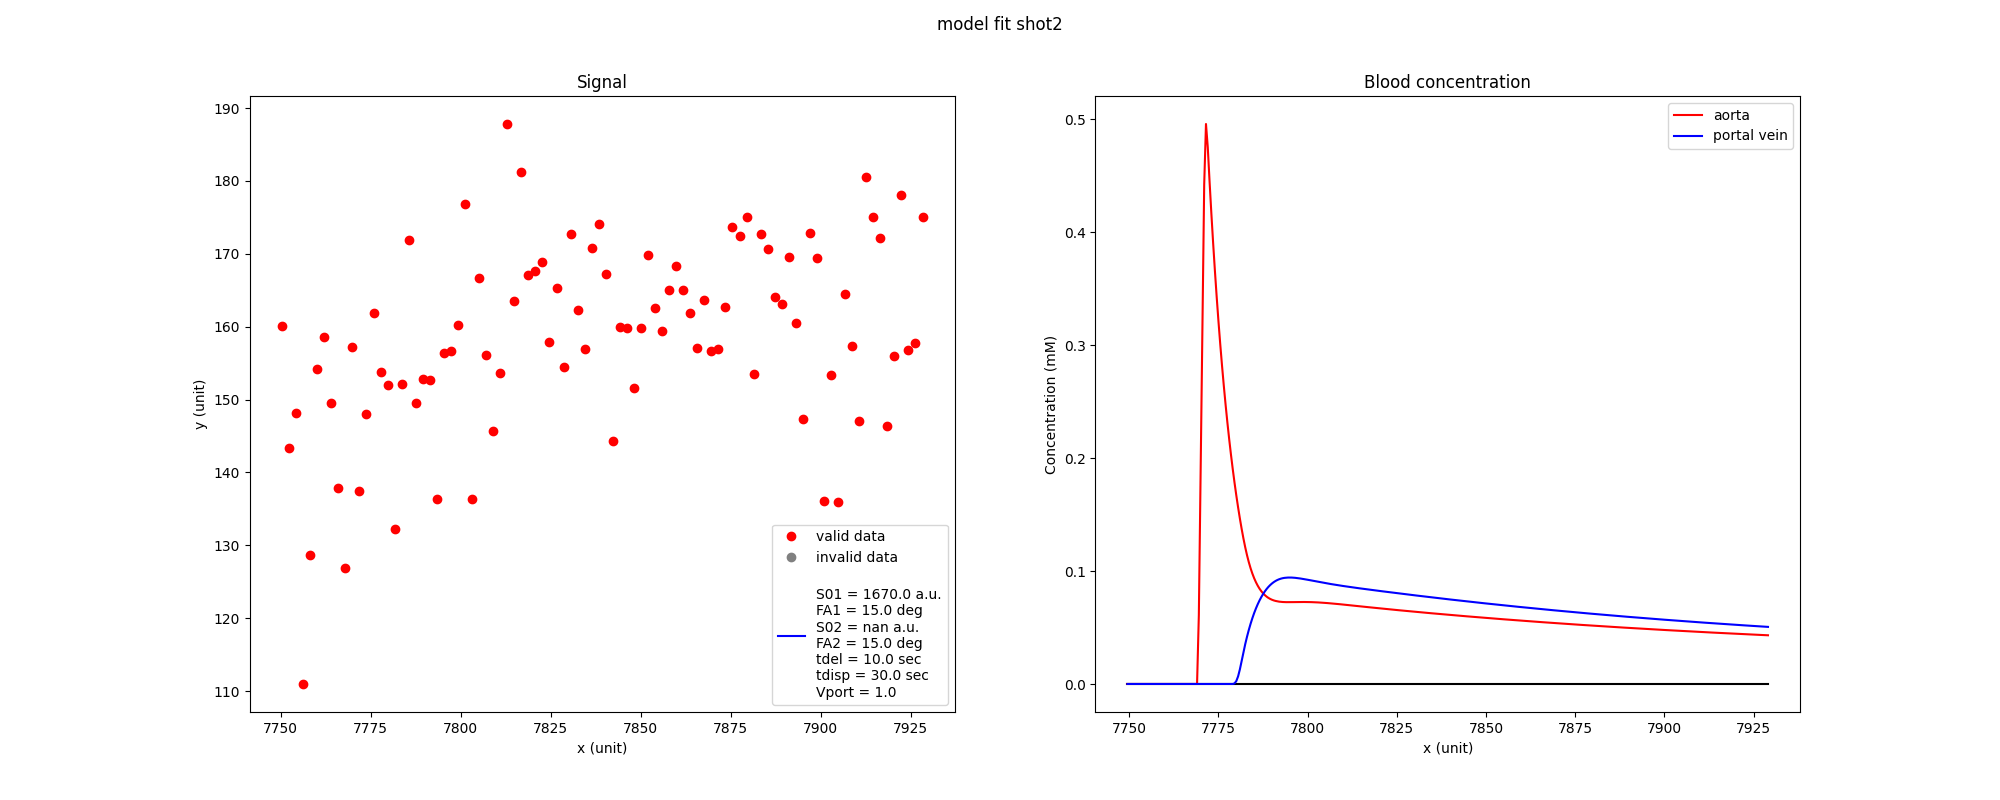 model fit shot2
Signal
190
180
170
160
150
140
130
120
110
y (unit)
7750 7775 7800 7825 7850 7875 7900 7925
x (unit)
valid data
invalid data
S01 = 1670.0 a.u.
FA1 = 15.0 deg
S02 = nan a.u.
FA2 = 15.0 deg
tdel = 10.0 sec
tdisp = 30.0 sec
Vport = 1.0
Blood concentration
0.5
0.4
0.3
0.2
0.1
0.0
Concentration (mM)
7750 7775 7800 7825 7850 7875 7900 7925
x (unit)
aorta
portal vein